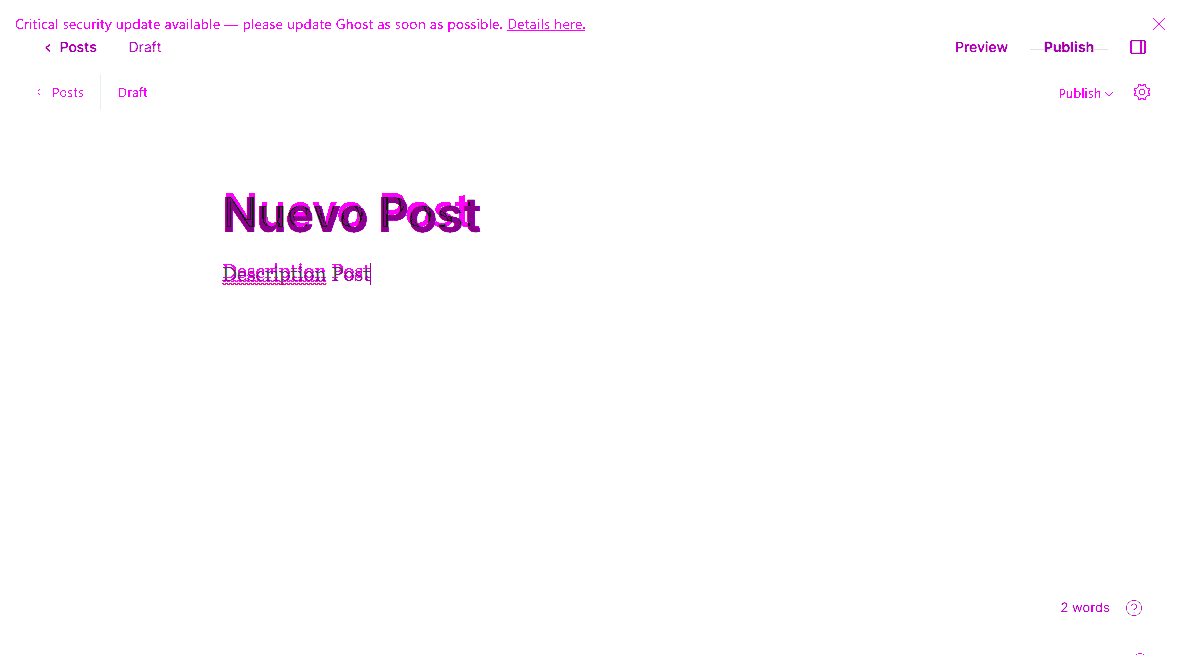 Critical security update available — please update Ghost as soon as possible. Details here.
Posts Draft Preview Publish
Posts Draft Publish
Nuevo Post
Description Post
2 words